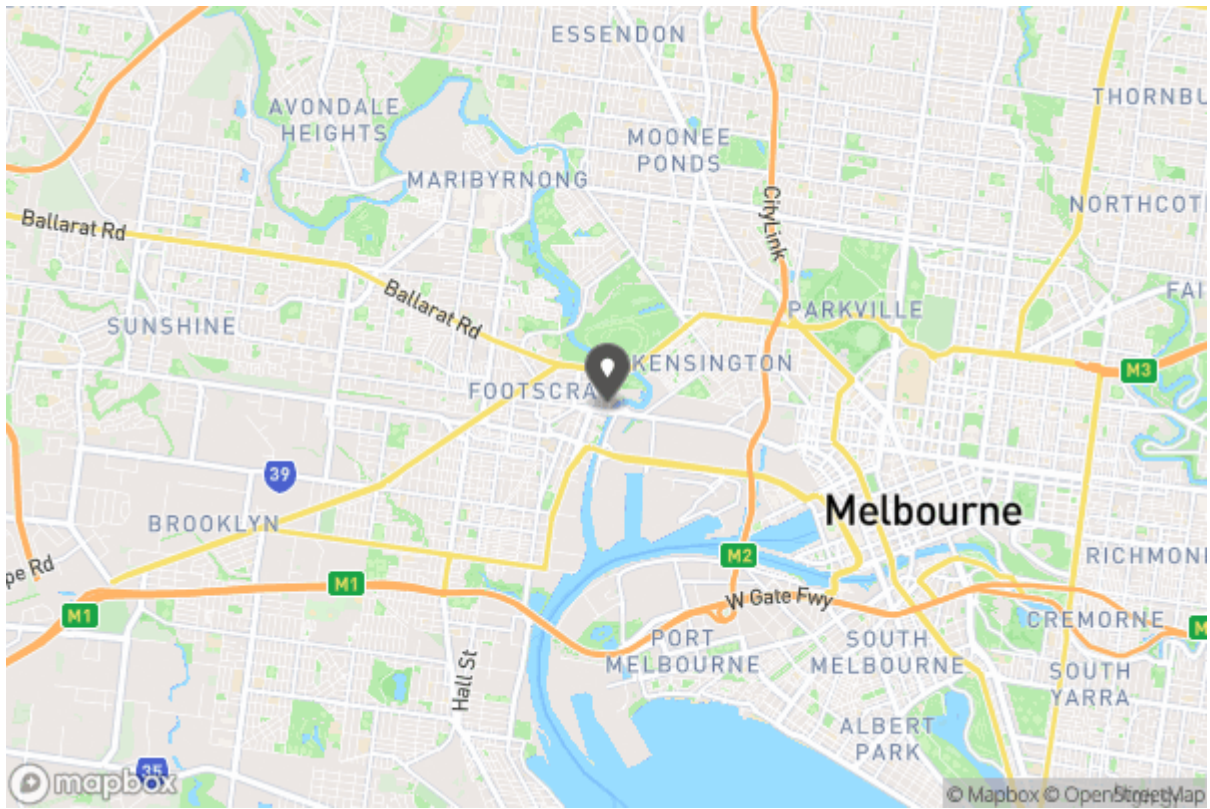 ESSENDON
THORNBU
AVONDALE
HEIGHTS
MOONEE
PONDS
MARIBYRNONG
CityLink
NORTHCOT
Ballarat Rd
Ballarat Rd
FAI
PARKVILLE
SUNSHINE
KENSINGTON
M3
FOOTSCRA
39
Melbourne
BROOKLYN
M2
RICHMON
pe Rd
M1
M1
W Gate Fwy
CREMORNE
M
PORT
MELBOURNE
SOUTH
MELBOURNE
Hall St
SOUTH
YARRA
ALBERT
PARK
35
mapbox
© Mapbox © OpenStreetMap